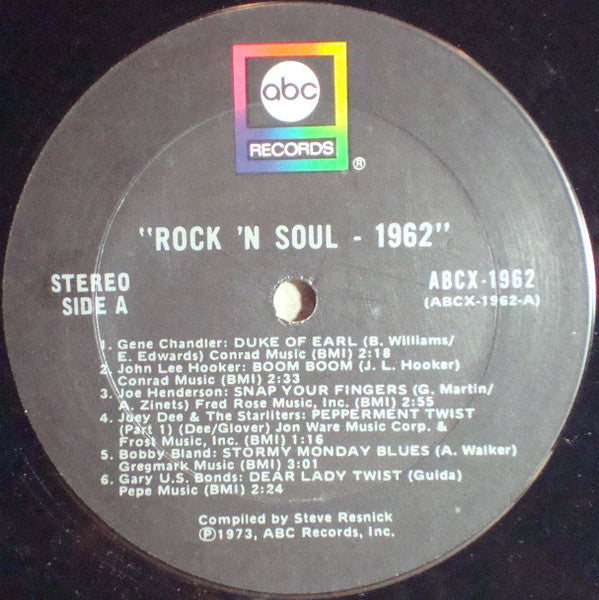 abc
RECORDS
®
"ROCK 'N SOUL - 1962"
STEREO
SIDE A
ABCX-1962
(ABCX-1962-A)
1. Gene Chandler: DUKE OF EARL (B. Williams/
E. Edwards) Conrad Music (BMI) 2:18
2. John Lee Hooker: BOOM BOOM (J. L. Hooker)
Conrad Music (BMI) 2:33
3. Joe Henderson: SNAP YOUR FINGERS (G. Martin/
A. Zinets) Fred Rose Music, Inc. (BMI) 2:55
4. Joey Dee & The Starliters: PEPPERMENT TWIST
(Part 1) (Dee/Glover) Jon Ware Music Corp. &
Frost Music, Inc. (BMI) 1:16
5. Bobby Bland: STORMY MONDAY BLUES (A. Walker)
Gregmark Music (BMI) 3:01
6. Gary U.S. Bonds: DEAR LADY TWIST (Guida)
Pepe Music (BMI) 2:24
Compiled by Steve Resnick
℗1973, ABC Records, Inc.